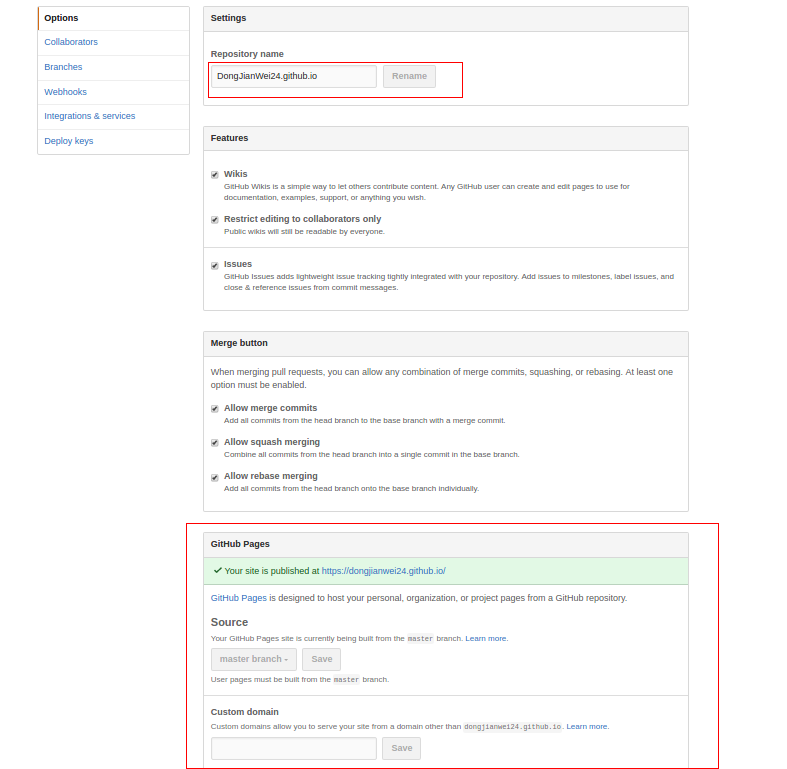 Options
Collaborators
Branches
Webhooks
Integrations & services
Deploy keys
Settings
Repository name
DongJianWei24.github.io
Rename
Features
Wikis
GitHub Wikis is a simple way to let others contribute content. Any GitHub user can create and edit pages to use for
documentation, examples, support, or anything you wish.
Restrict editing to collaborators only
Public wikis will still be readable by everyone.
Issues
GitHub Issues adds lightweight issue tracking tightly integrated with your repository. Add issues to milestones, label issues, and
close & reference issues from commit messages.
Merge button
When merging pull requests, you can allow any combination of merge commits, squashing, or rebasing. At least one
option must be enabled.
Allow merge commits
Add all commits from the head branch to the base branch with a merge commit.
Allow squash merging
Combine all commits from the head branch into a single commit in the base branch.
Allow rebase merging
Add all commits from the head branch onto the base branch individually.
GitHub Pages
Your site is published at https://dongjianwei24.github.io/
GitHub Pages is designed to host your personal, organization, or project pages from a GitHub repository.
Source
Your GitHub Pages site is currently being built from the master branch. Learn more.
master branch Save
User pages must be built from the master branch.
Custom domain
Custom domains allow you to serve your site from a domain other than dongjianwei24.github.io. Learn more.
Save